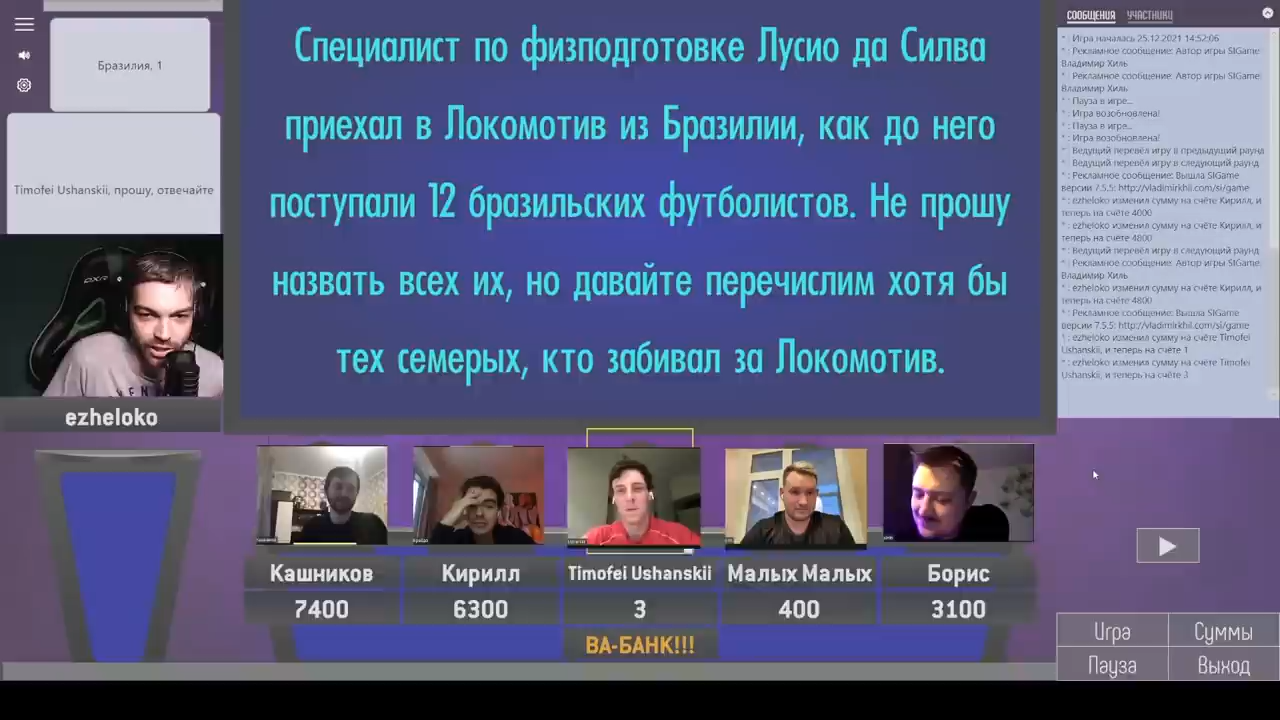 Бразилия, 1
Timofei Ushanskii, прошу, отвечайте
ezheloko
Специалист по физподготовке Лусио да Силва
приехал в Локомотив из Бразилии, как до него
поступали 12 бразильских футболистов. Не прошу
назвать всех их, но давайте перечислим хотя бы
тех семерых, кто забивал за Локомотив.
Кашников
7400
Кирилл
6300
Timofei Ushanskii
3
ВА-БАНК!!!
Малых Малых
400
Борис
3100
СООБЩЕНИЯ УЧАСТНИКИ
* : Игра началась 25.12.2021 14:52:06
* : Рекламное сообщение: Автор игры SIGame
Владимир Хиль
* : Рекламное сообщение: Автор игры SIGame
Владимир Хиль
* : Пауза в игре...
* : Игра возобновлена!
* : Пауза в игре...
* : Игра возобновлена!
* : Ведущий перевёл игру в предыдущий раунд
* : Ведущий перевёл игру в следующий раунд
* : Рекламное сообщение: Вышла SIGame
версии 7.5.5: http://vladimirkhil.com/si/game
* : ezheloko изменил сумму на счёте Кирилл, и
теперь на счёте 4000
* : ezheloko изменил сумму на счёте Кирилл, и
теперь на счёте 4800
* : Ведущий перевёл игру в следующий раунд
* : Рекламное сообщение: Автор игры SIGame
Владимир Хиль
* : ezheloko изменил сумму на счёте Кирилл, и
теперь на счёте 4800
* : Рекламное сообщение: Вышла SIGame
версии 7.5.5: http://vladimirkhil.com/si/game
* : ezheloko изменил сумму на счёте Timofei
Ushanskii, и теперь на счёте 1
* : ezheloko изменил сумму на счёте Timofei
Ushanskii, и теперь на счёте 3
Игра Суммы
Пауза Выход